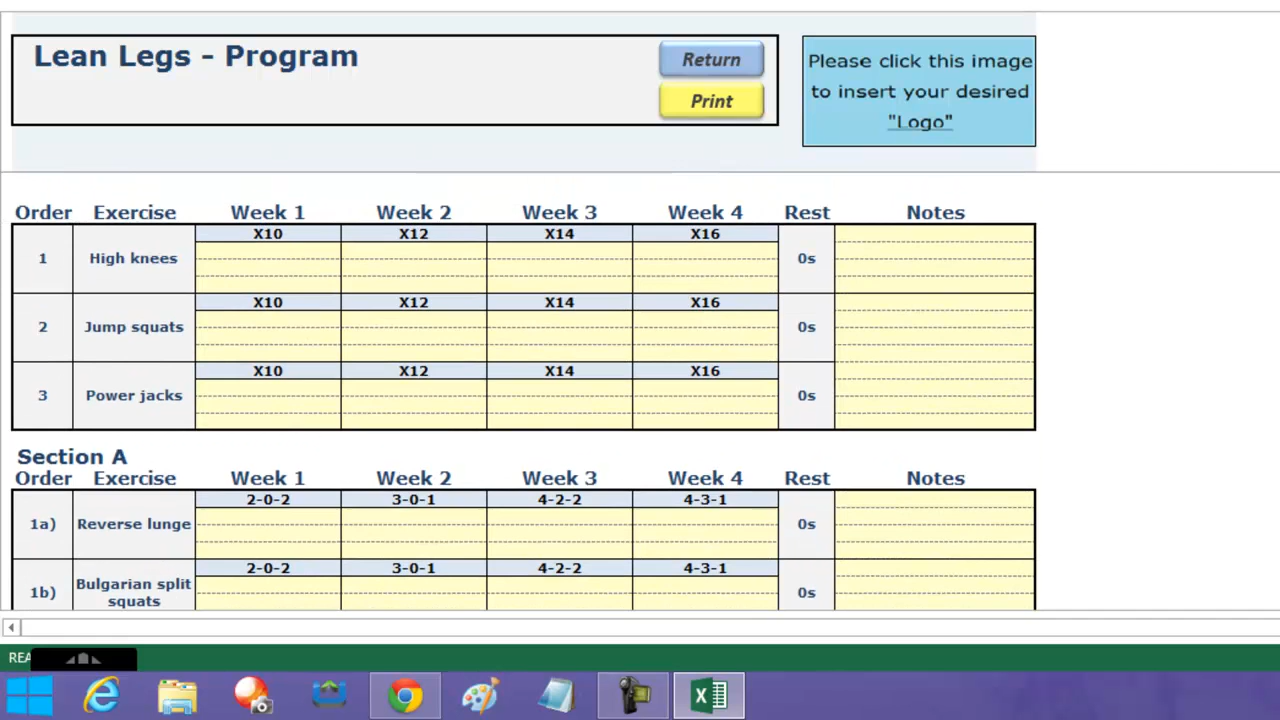 Lean Legs - Program
Return
Print
Please click this image
to insert your desired
"Logo"
Order Exercise Week 1 Week 2 Week 3 Week 4 Rest Notes
X10 X12 X14 X16
1 High knees 0s
X10 X12 X14 X16
2 Jump squats 0s
X10 X12 X14 X16
3 Power jacks 0s
Section A
Order Exercise Week 1 Week 2 Week 3 Week 4 Rest Notes
2-0-2 3-0-1 4-2-2 4-3-1
1a) Reverse lunge 0s
2-0-2 3-0-1 4-2-2 4-3-1
1b) Bulgarian split squats 0s
REA